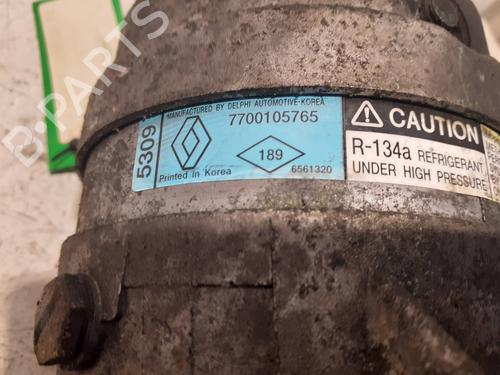 MANUFACTURED BY DELPHI AUTOMOTIVE-KOREA
7700105765
5309
189
Printed in Korea
6561320
CAUTION
R-134a REFRIGERANT
UNDER HIGH PRESSURE
B-Parts